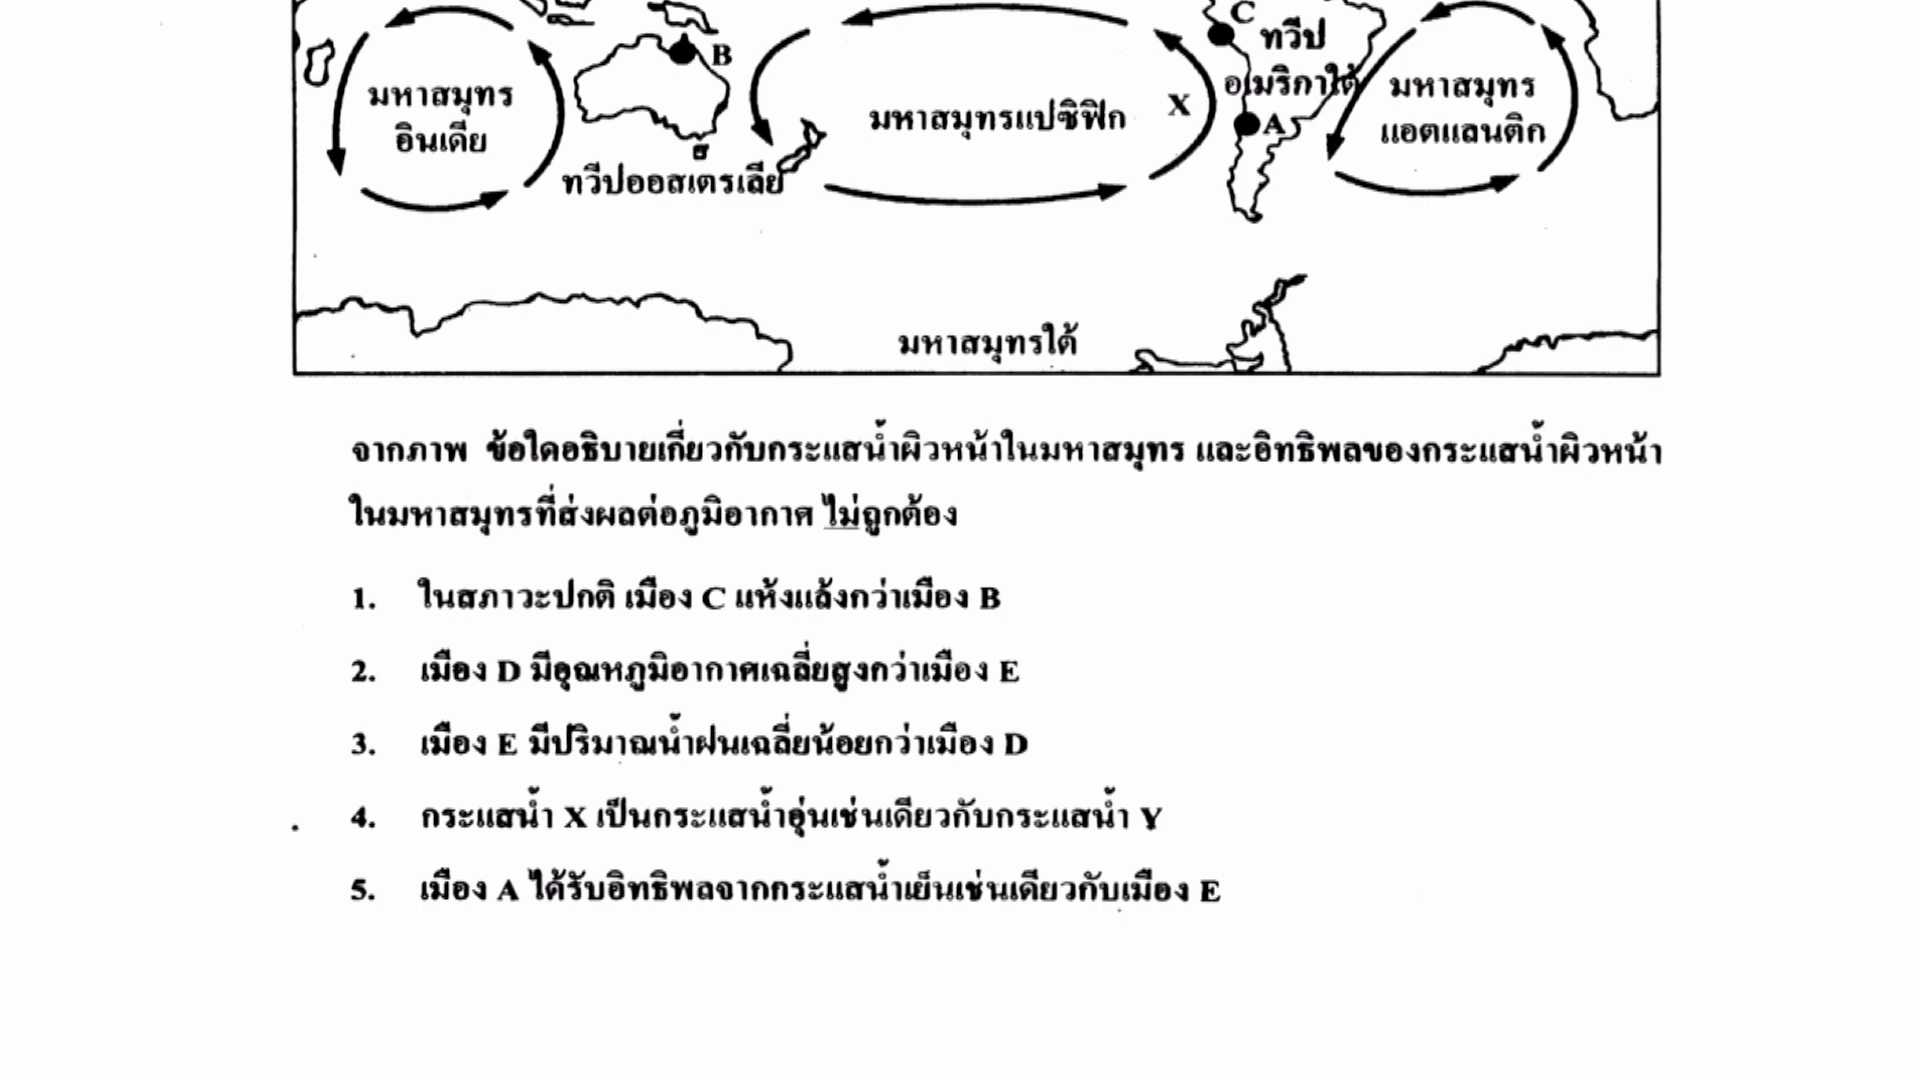 C
ทวีป
B
อเมริกาใต้
มหาสมุทร
อินเดีย
มหาสมุทรแปซิฟิก
X
มหาสมุทร
แอตแลนติก
A
ทวีปออสเตรเลีย
มหาสมุทรใต้
จากภาพ ข้อใดอธิบายเกี่ยวกับกระแสน้ำผิวหน้าในมหาสมุทร และอิทธิพลของกระแสน้ำผิวหน้า
ในมหาสมุทรที่ส่งผลต่อภูมิอากาศ ไม่ถูกต้อง
1. ในสภาวะปกติ เมือง C แห้งแล้งกว่าเมือง B
2. เมือง D มีอุณหภูมิอากาศเฉลี่ยสูงกว่าเมือง E
3. เมือง E มีปริมาณน้ำฝนเฉลี่ยน้อยกว่าเมือง D
4. กระแสน้ำ X เป็นกระแสน้ำอุ่นเช่นเดียวกับกระแสน้ำ Y
5. เมือง A ได้รับอิทธิพลจากกระแสน้ำเย็นเช่นเดียวกับเมือง E